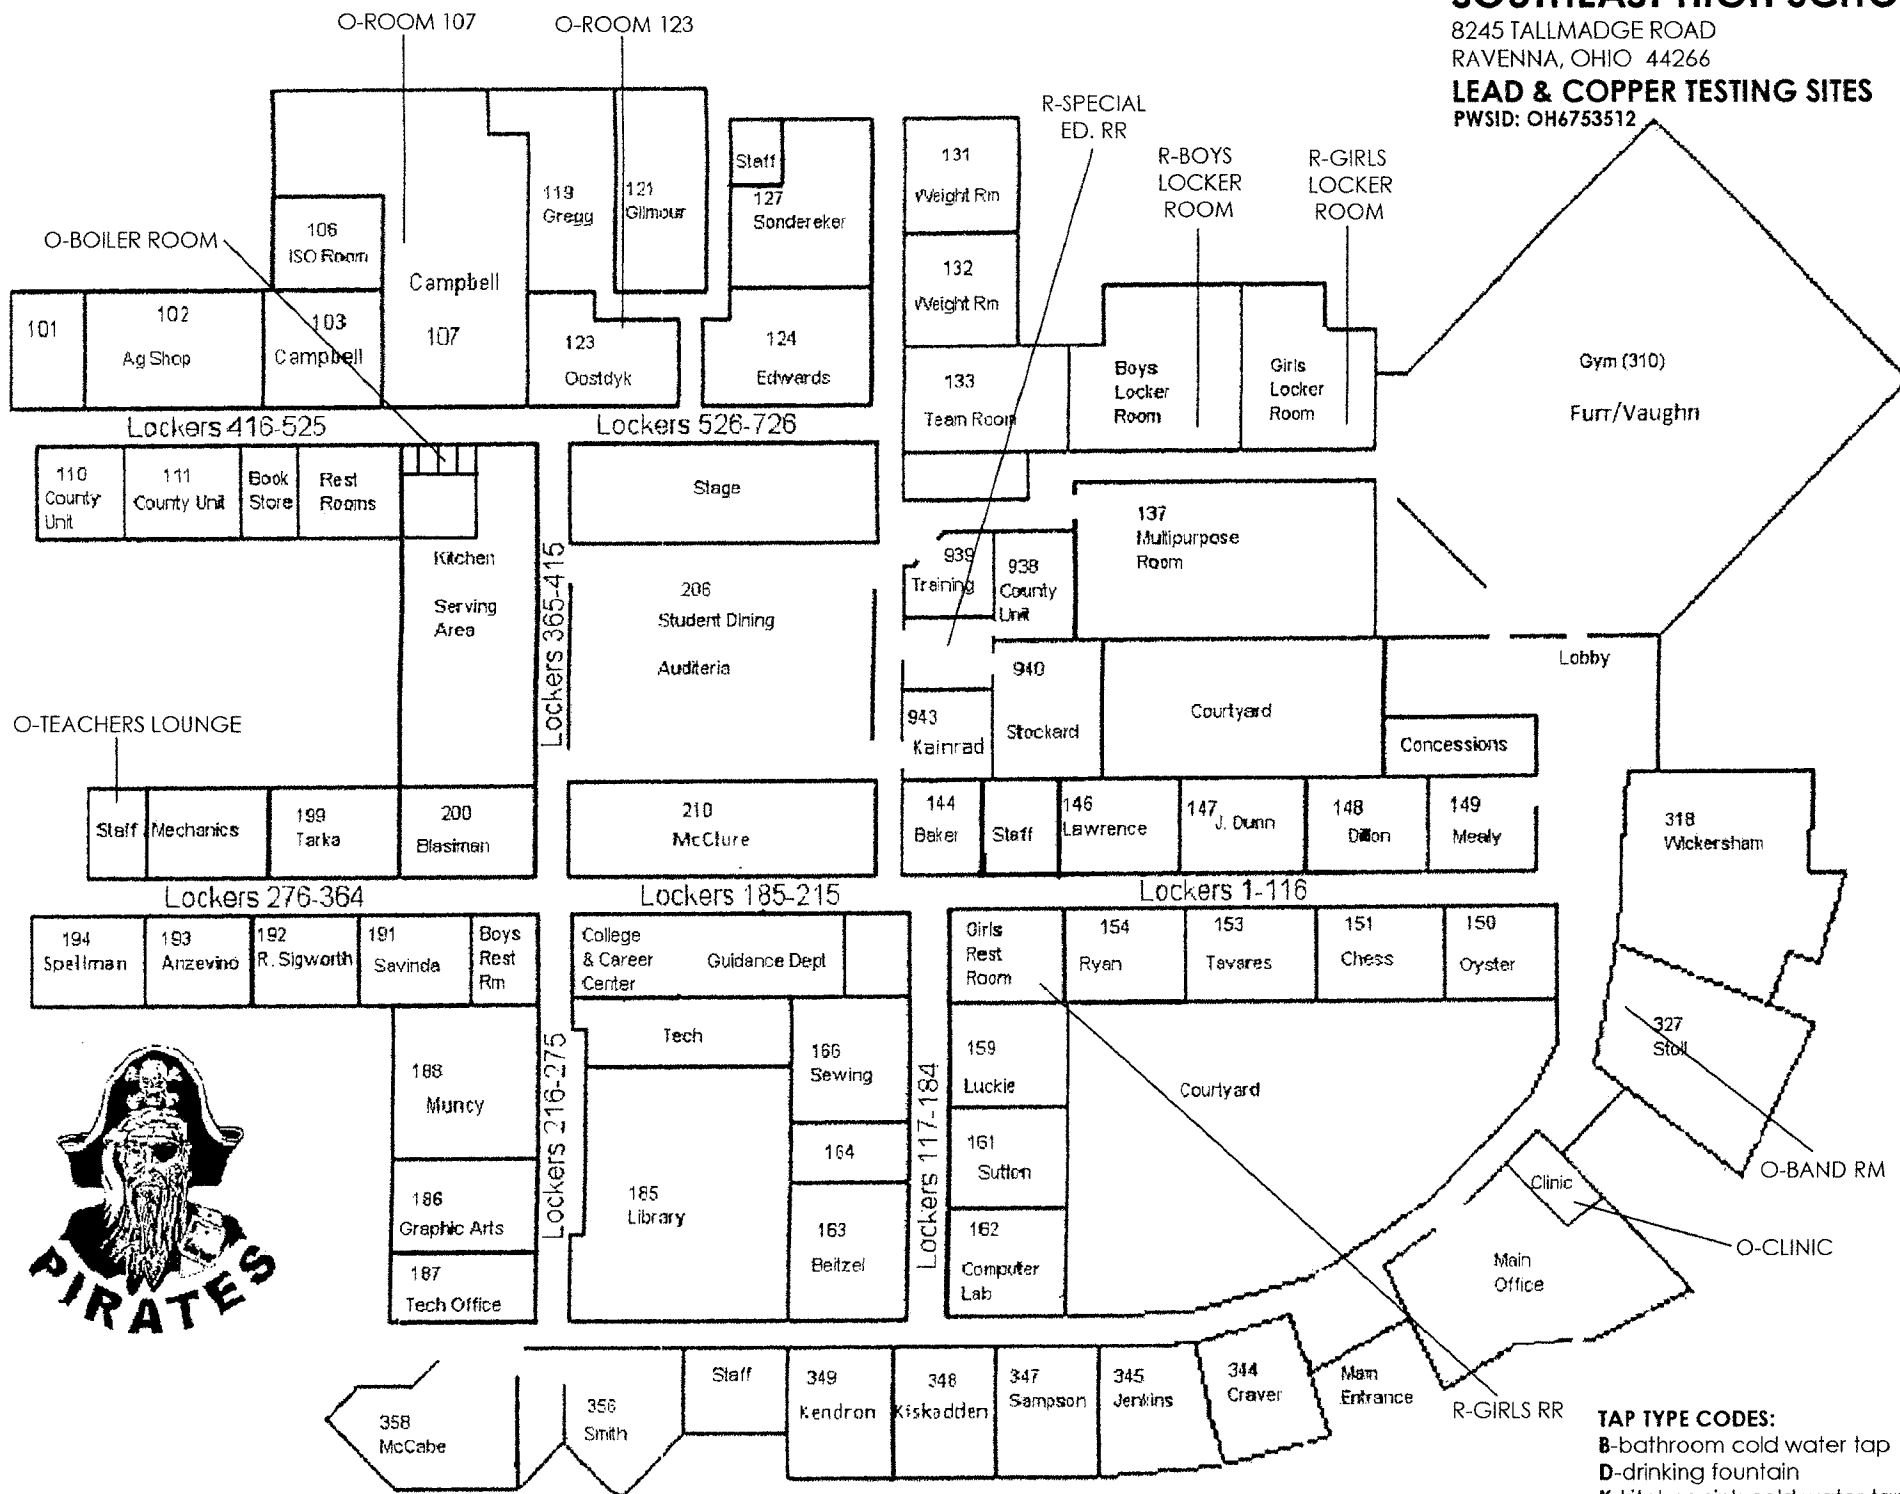 SOUTHEAST HIGH SCHO
8245 TALLMADGE ROAD
RAVENNA, OHIO 44266
LEAD & COPPER TESTING SITES
PWSID: OH6753512
O-ROOM 107
O-ROOM 123
R-SPECIAL
ED. RR
R-BOYS
LOCKER
ROOM
R-GIRLS
LOCKER
ROOM
O-BOILER ROOM
106
ISO Room
Campbell
107
119
Gregg
121
Gilmour
Staff
127
Sondereker
131
Weight Rm
132
Weight Rm
101
102
Ag Shop
103
Campbell
123
Oostdyk
124
Edwards
133
Team Room
Boys
Locker
Room
Girls
Locker
Room
Gym (310)
Furr/Vaughn
Lockers 416-525
Lockers 526-726
110
County
Unit
111
County Unit
Book
Store
Rest
Rooms
Kitchen
Serving
Area
Lockers 365-415
Stage
206
Student Dining
Auditeria
939
Training
938
County
Unit
137
Multipurpose
Room
940
Stockard
943
Kainrad
Courtyard
Lobby
Concessions
O-TEACHERS LOUNGE
Staff
Mechanics
199
Tarka
200
Blasiman
210
McClure
144
Baker
Staff
146
Lawrence
147
J. Dunn
148
Dillon
149
Mealy
318
Wickersham
Lockers 276-364
Lockers 185-215
Lockers 1-116
194
Spellman
193
Anzevino
192
R. Sigworth
191
Savinda
Boys
Rest
Rm
College
& Career
Center
Guidance Dept
Girls
Rest
Room
154
Ryan
153
Tavares
151
Chess
150
Oyster
327
Stoll
188
Muncy
Lockers 216-275
Tech
166
Sewing
Lockers 117-184
159
Luckie
Courtyard
164
161
Sutton
186
Graphic Arts
185
Library
163
Beitzel
162
Computer
Lab
187
Tech Office
Clinic
Main
Office
O-BAND RM
O-CLINIC
PIRATES
358
McCabe
356
Smith
Staff
349
Kendron
348
Kiskadden
347
Sampson
345
Jenkins
344
Craver
Main
Entrance
R-GIRLS RR
TAP TYPE CODES:
B-bathroom cold water tap
D-drinking fountain